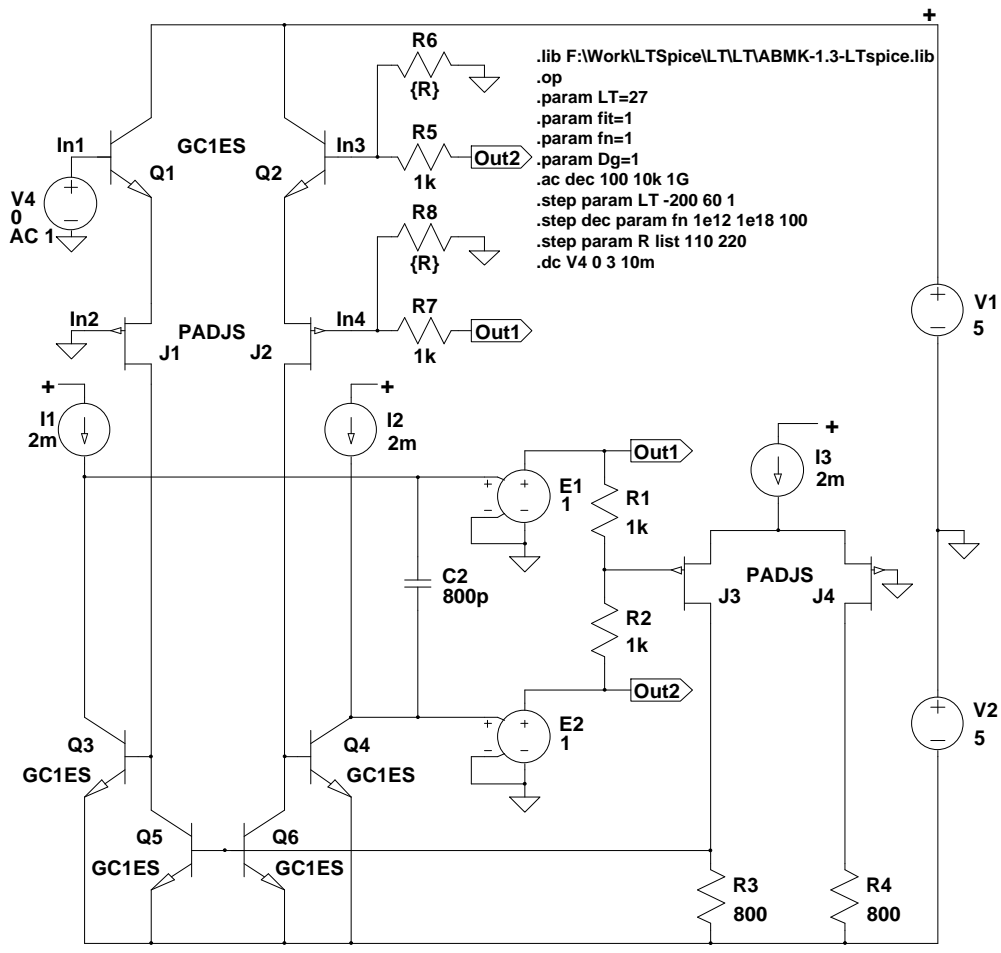 +
R6
{R}
.lib F:\Work\LTSpice\LT\LT\ABMK-1.3-LTspice.lib
.op
.param LT=27
.param fit=1
.param fn=1
.param Dg=1
.ac dec 100 10k 1G
.step param LT -200 60 1
.step dec param fn 1e12 1e18 100
.step param R list 110 220
.dc V4 0 3 10m
In1
GC1ES
In3
R5
Out2
1k
Q1
Q2
V4
0
AC 1
+
−
R8
{R}
In2
PADJS
In4
R7
Out1
1k
J1
J2
V1
5
+
−
+
I1
2m
+
I2
2m
Out1
+
I3
2m
E1
1
+
−
+
−
R1
1k
C2
800p
PADJS
J3
J4
R2
1k
Out2
E2
1
+
−
+
−
V2
5
+
−
Q3
GC1ES
Q4
GC1ES
Q5
GC1ES
Q6
GC1ES
R3
800
R4
800